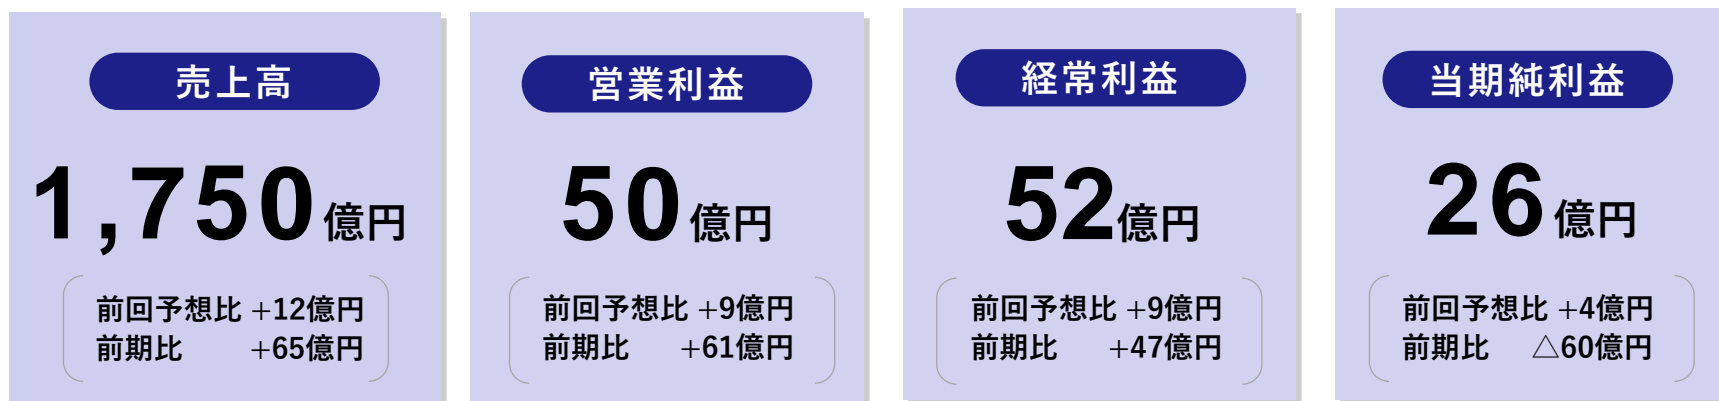 売上高
1,750億円
前回予想比 +12億円
前期比 +65億円
営業利益
50億円
前回予想比 +9億円
前期比 +61億円
経常利益
52億円
前回予想比 +9億円
前期比 +47億円
当期純利益
26億円
前回予想比 +4億円
前期比 △60億円